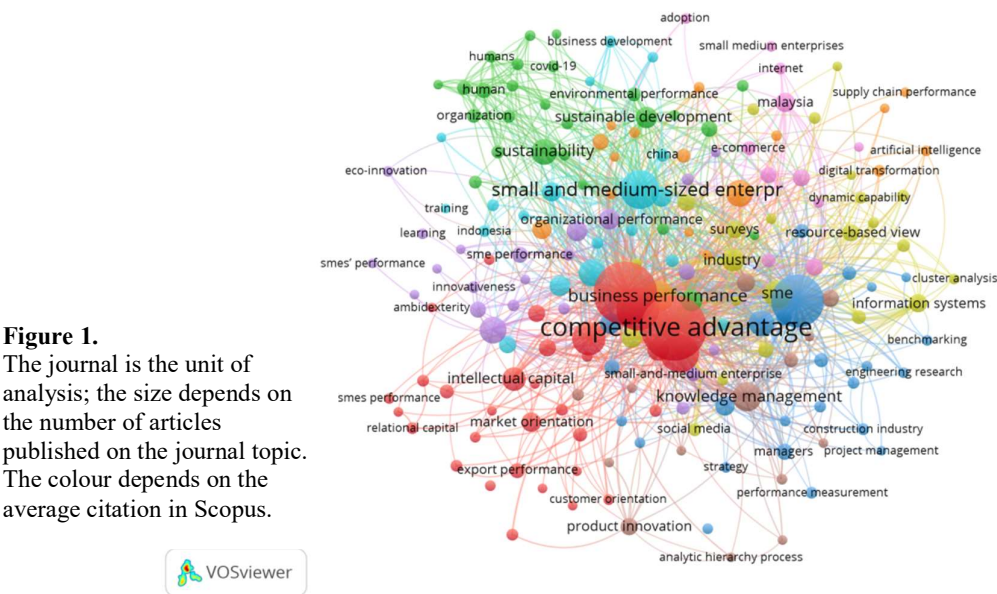 adoption
business development
small medium enterprises
humans
covid-19
internet
human
environmental performance
malaysia
supply chain performance
organization
sustainable development
sustainability
china
e-commerce
artificial intelligence
eco-innovation
digital transformation
small and medium-sized enterpr
dynamic capability
training
organizational performance
learning
indonesia
surveys
resource-based view
sme performance
smes' performance
industry
innovativeness
cluster analysis
business performance
sme
ambidexterity
information systems
competitive advantage
benchmarking
Figure 1.
The journal is the unit of
analysis; the size depends on
the number of articles
published on the journal topic.
The colour depends on the
average citation in Scopus.
small-and-medium enterprise
engineering research
intellectual capital
smes performance
knowledge management
relational capital
market orientation
social media
construction industry
managers
project management
export performance
strategy
customer orientation
performance measurement
product innovation
analytic hierarchy process
VOSviewer